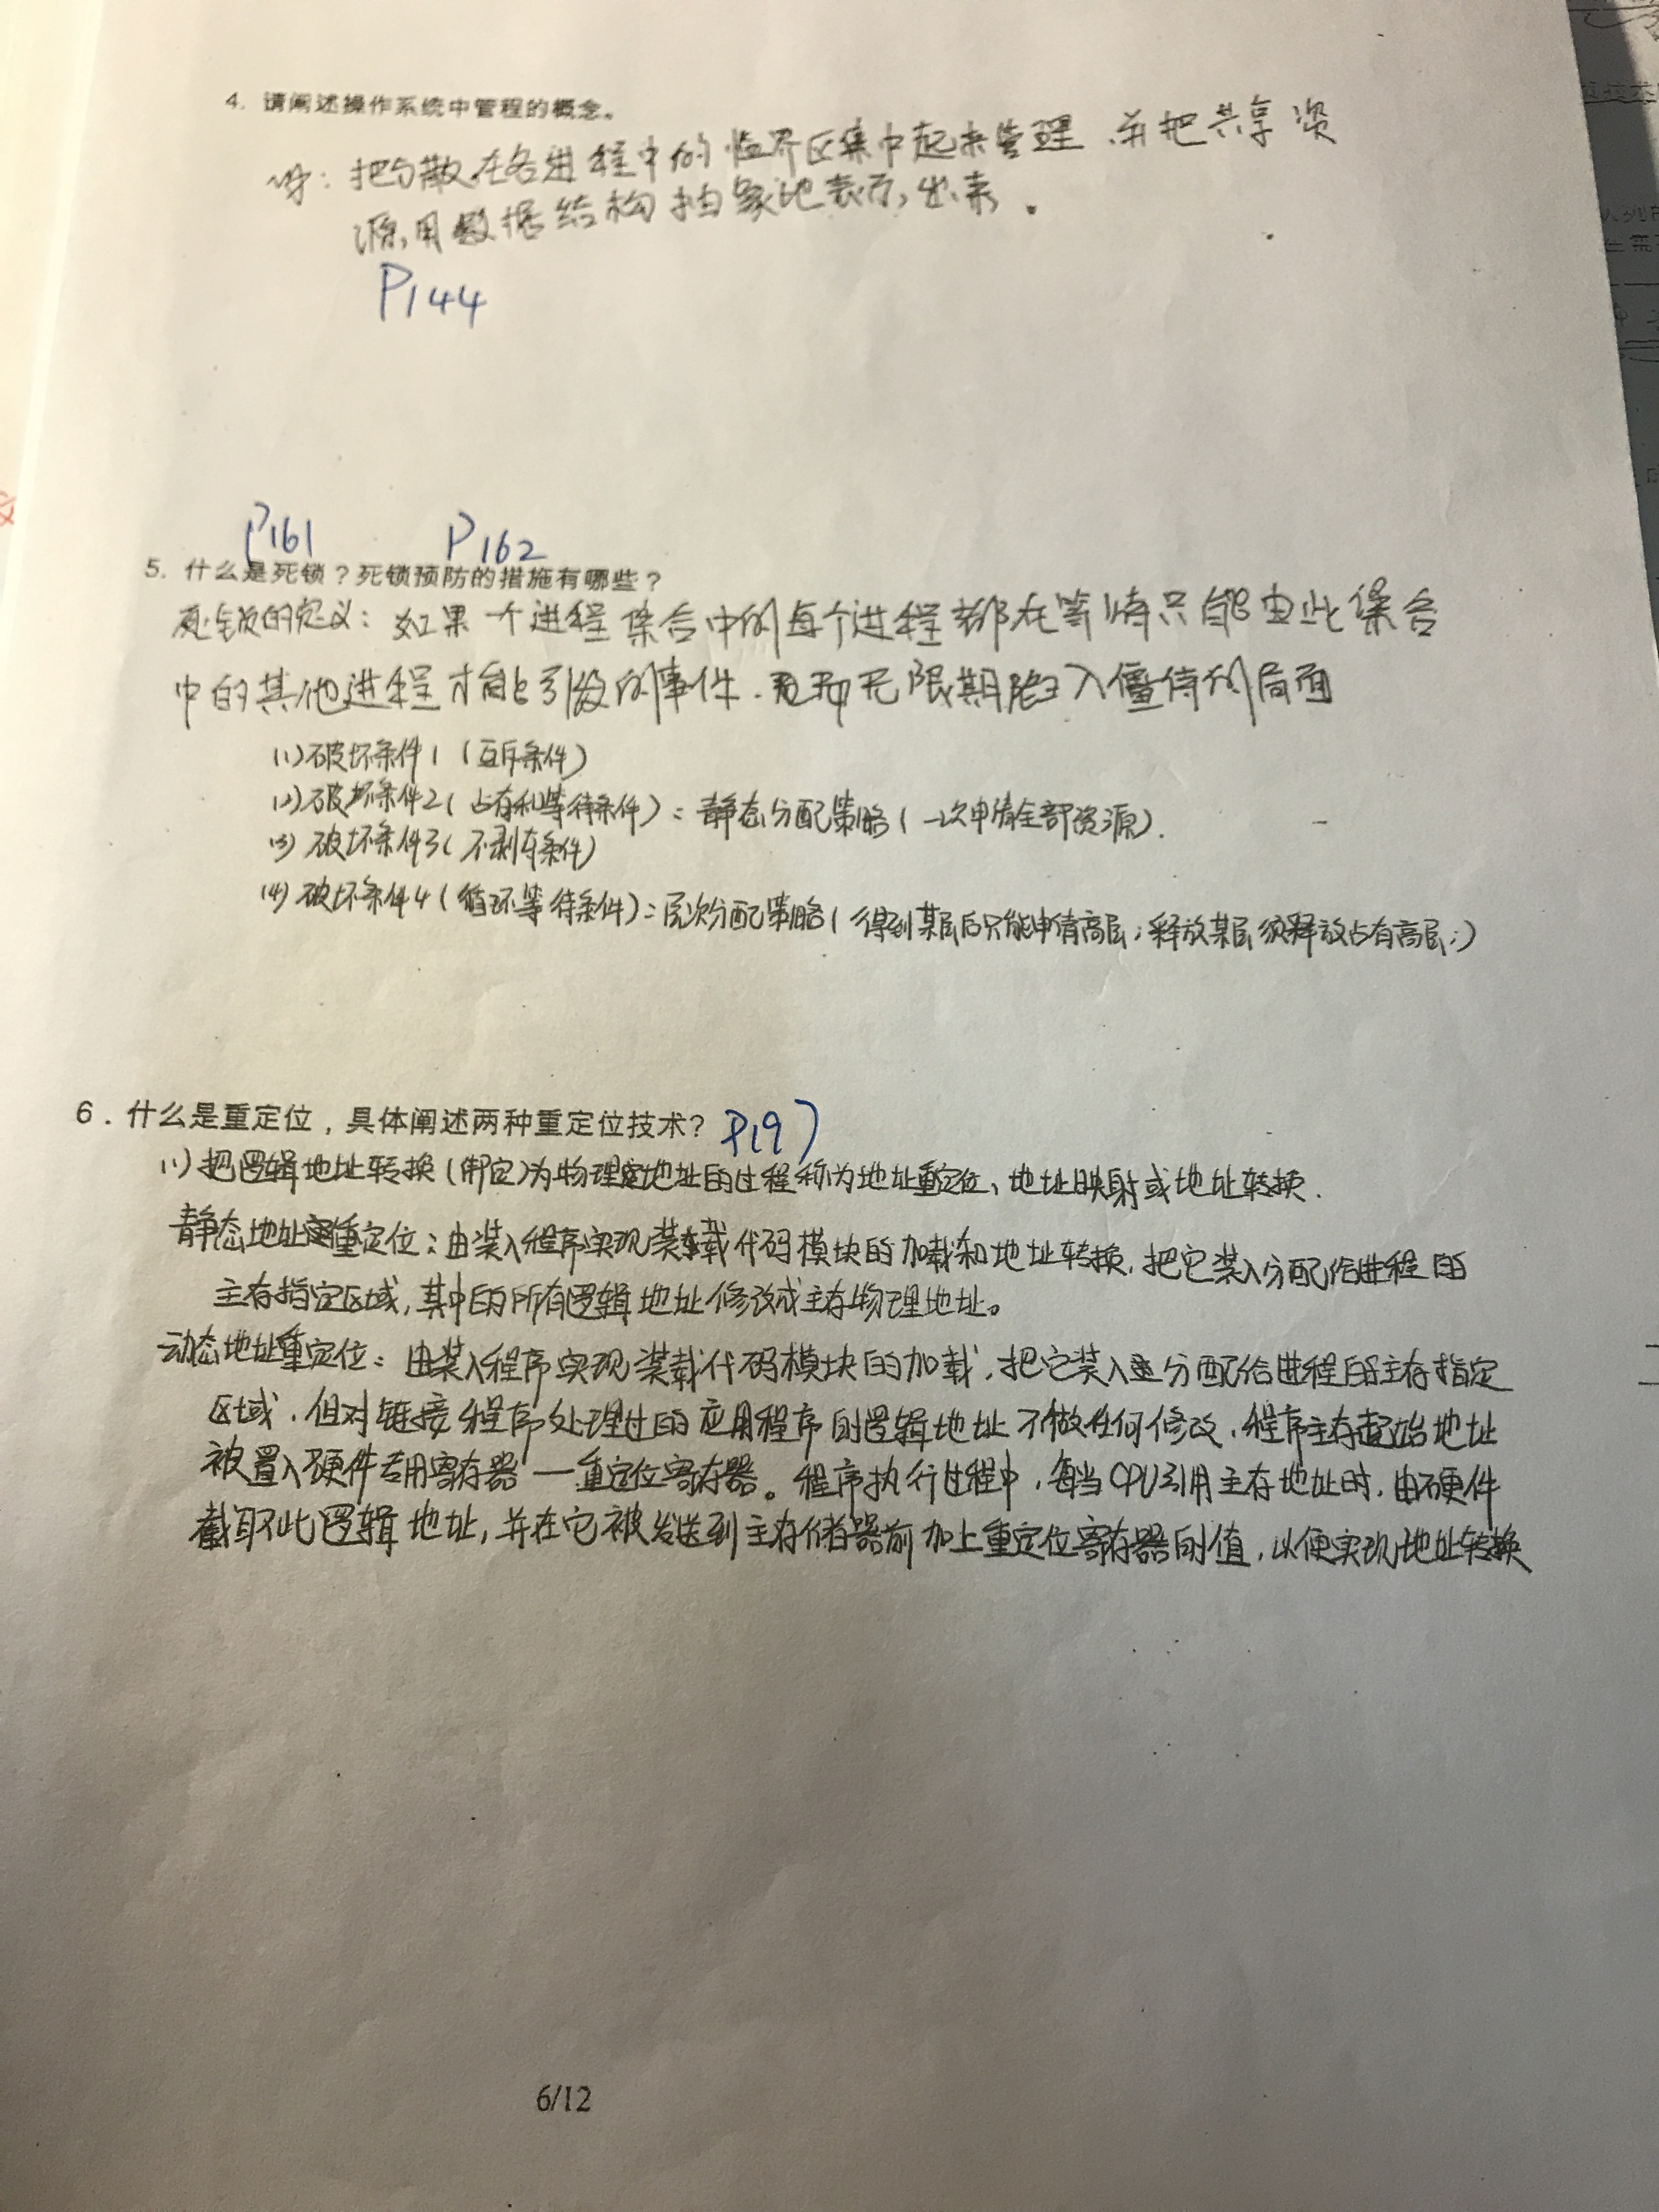 4. 请阐述操作系统中管程的概念。
答：把分散在各进程中的临界区集中起来管理，并把共享资
源，用数据结构抽象地表示出来。
P144
P161 P162
5. 什么是死锁？死锁预防的措施有哪些？
死锁的定义：如果一个进程集合中的每个进程都在等待只能由此集合
中的其他进程才能引发的事件，而无限期陷入僵持的局面
(1)破坏条件1（互斥条件）
(2)破坏条件2（占有和等待条件）：静态分配策略（一次申请全部资源）.
(3)破坏条件3（不剥夺条件）
(4)破坏条件4（循环等待条件）：层次分配策略（得到某层后只能申请高层；释放某层须释放占有高层；）
6．什么是重定位，具体阐述两种重定位技术？ P197
(1)把逻辑地址转换（绑定）为物理地址的过程称为地址重定位、地址映射或地址转换.
静态地址重定位：由装入程序实现装载代码模块的加载和地址转换，把它装入分配给进程的
主存指定区域，其中的所有逻辑地址修改成主存物理地址。
动态地址重定位：由装入程序实现装载代码模块的加载，把它装入分配给进程的主存指定
区域，但对链接程序处理过的应用程序的逻辑地址不做任何修改，程序主存起始地址
被置入硬件专用寄存器—重定位寄存器。程序执行过程中，每当CPU引用主存地址时，由硬件
截取此逻辑地址，并在它被发送到主存储器前加上重定位寄存器的值，以便实现地址转换
6/12